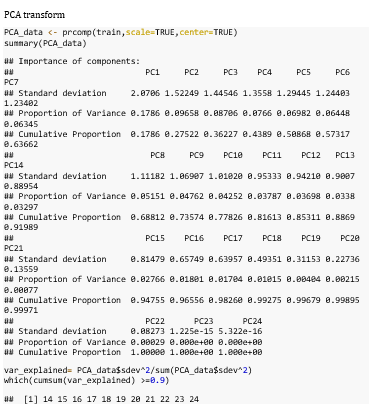 PCA transform
PCA_data <- prcomp(train,scale=TRUE,center=TRUE)
summary(PCA_data)
## Importance of components:
## PC1 PC2 PC3 PC4 PC5 PC6
PC7
## Standard deviation 2.0706 1.52249 1.44546 1.3558 1.29445 1.24403
1.23402
## Proportion of Variance 0.1786 0.09658 0.08706 0.0766 0.06982 0.06448
0.06345
## Cumulative Proportion 0.1786 0.27522 0.36227 0.4389 0.50868 0.57317
0.63662
## PC8 PC9 PC10 PC11 PC12 PC13
PC14
## Standard deviation 1.11182 1.06907 1.01020 0.95333 0.94210 0.9007
0.88954
## Proportion of Variance 0.05151 0.04762 0.04252 0.03787 0.03698 0.0338
0.03297
## Cumulative Proportion 0.68812 0.73574 0.77826 0.81613 0.85311 0.8869
0.91989
## PC15 PC16 PC17 PC18 PC19 PC20
PC21
## Standard deviation 0.81479 0.65749 0.63957 0.49351 0.31153 0.22736
0.13559
## Proportion of Variance 0.02766 0.01801 0.01704 0.01015 0.00404 0.00215
0.00077
## Cumulative Proportion 0.94755 0.96556 0.98260 0.99275 0.99679 0.99895
0.99971
## PC22 PC23 PC24
## Standard deviation 0.08273 1.225e-15 5.322e-16
## Proportion of Variance 0.00029 0.000e+00 0.000e+00
## Cumulative Proportion 1.00000 1.000e+00 1.000e+00
var_explained= PCA_data$sdev^2/sum(PCA_data$sdev^2)
which(cumsum(var_explained) >=0.9)
## [1] 14 15 16 17 18 19 20 21 22 23 24